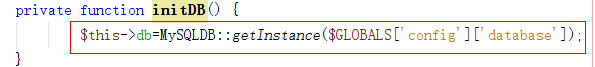 private function initDB() {
$this->db=MySQLDB::getInstance($GLOBALS['config']['database']);
}